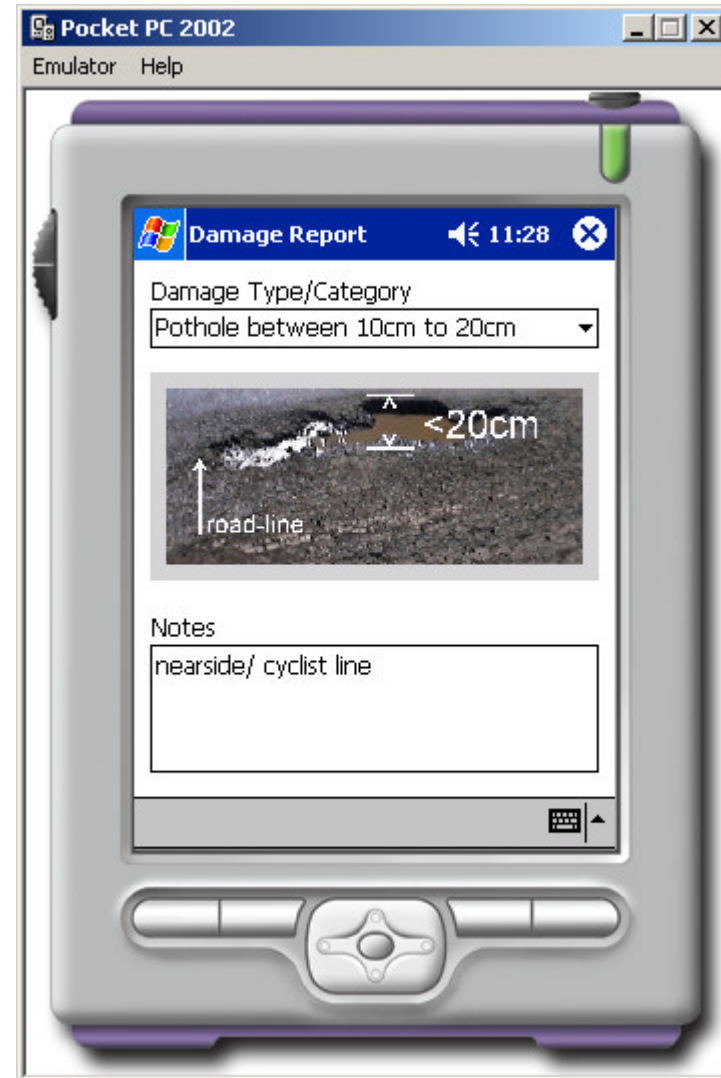 Pocket PC 2002
Emulator Help
Damage Report 11:28
Damage Type/Category
Pothole between 10cm to 20cm
<20cm
road-line
Notes
nearside/ cyclist line